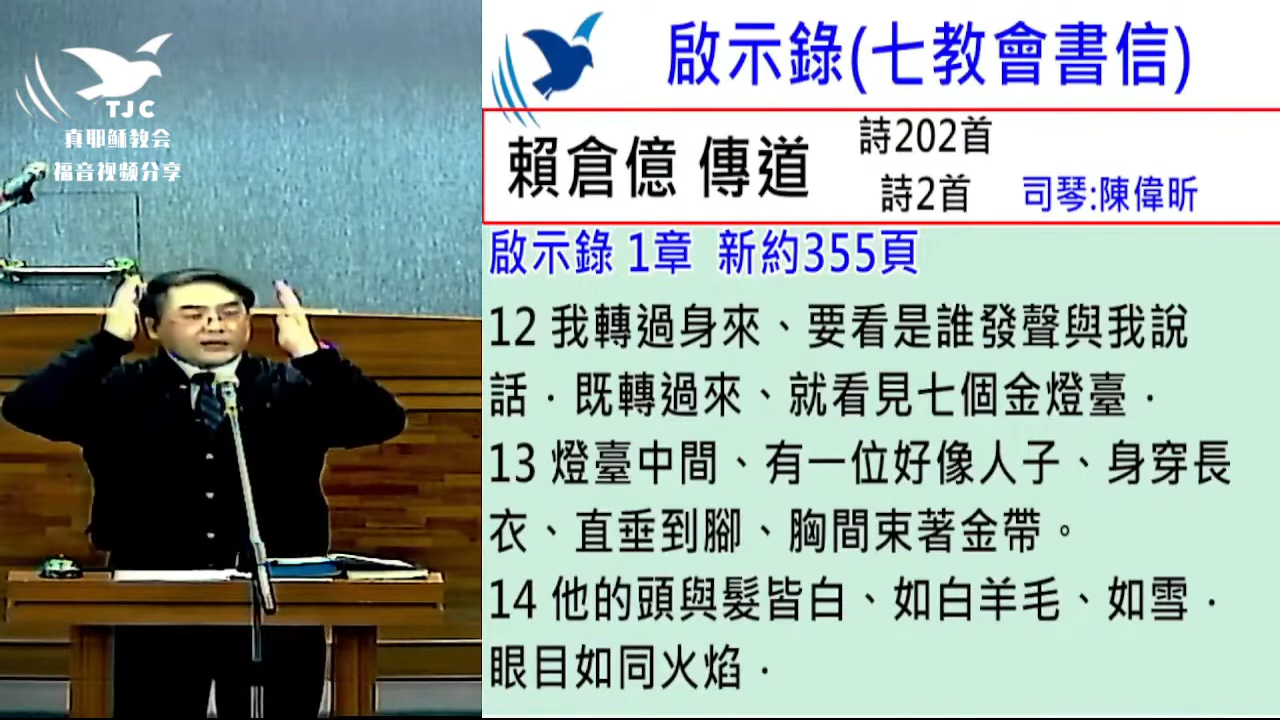 TJC
真耶稣教会
福音视频分享
啟示錄(七教會書信)
賴倉億 傳道
詩202首
詩2首 司琴:陳偉昕
啟示錄 1章 新約355頁
12 我轉過身來、要看是誰發聲與我說
話．既轉過來、就看見七個金燈臺．
13 燈臺中間、有一位好像人子、身穿長
衣、直垂到腳、胸間束著金帶。
14 他的頭與髮皆白、如白羊毛、如雪．
眼目如同火焰．